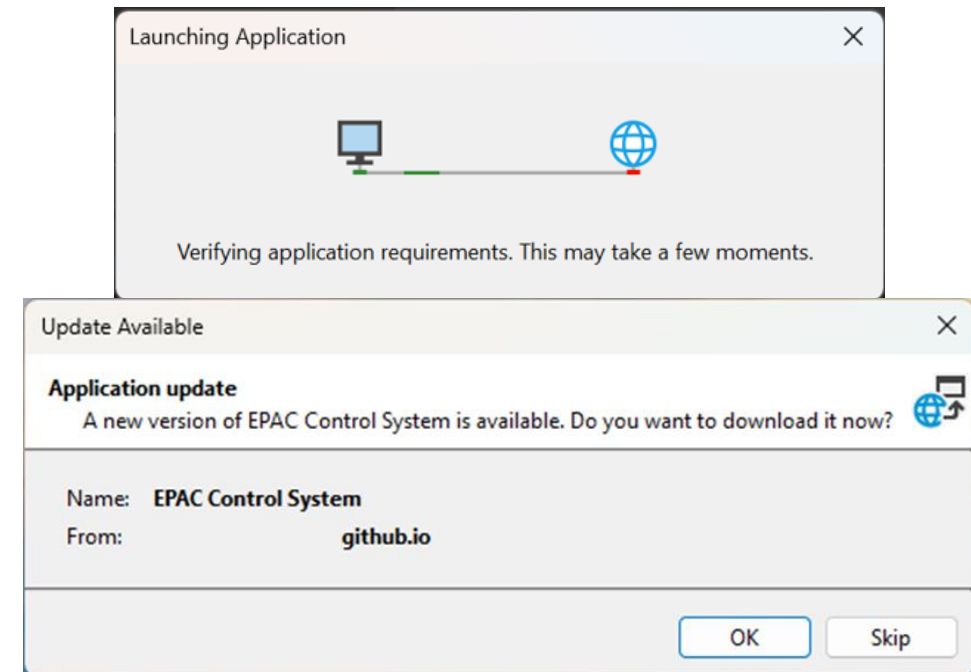 Launching Application
Verifying application requirements. This may take a few moments.
Update Available
Application update
A new version of EPAC Control System is available. Do you want to download it now?
Name: EPAC Control System
From: github.io
OK Skip